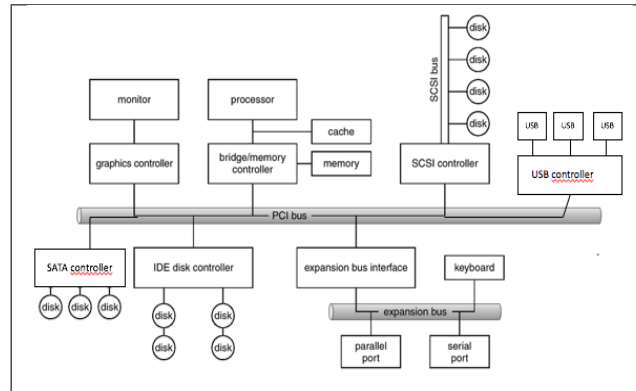 disk
disk
disk
disk
SCSI bus
monitor
processor
cache
graphics controller
bridge/memory
controller
memory
SCSI controller
USB
USB
USB
USB controller
PCI bus
SATA controller
IDE disk controller
expansion bus interface
keyboard
disk
disk
disk
disk
disk
disk
disk
expansion bus
parallel
port
serial
port